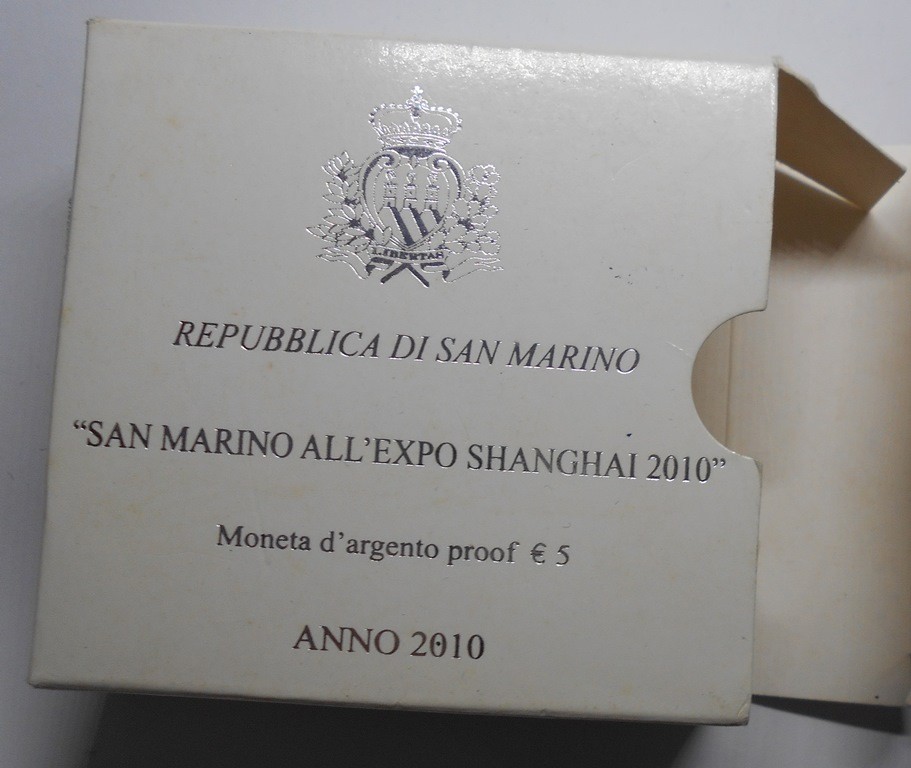 LIBERTAS
REPUBBLICA DI SAN MARINO
“SAN MARINO ALL’EXPO SHANGHAI 2010”
Moneta d’argento proof € 5
ANNO 2010